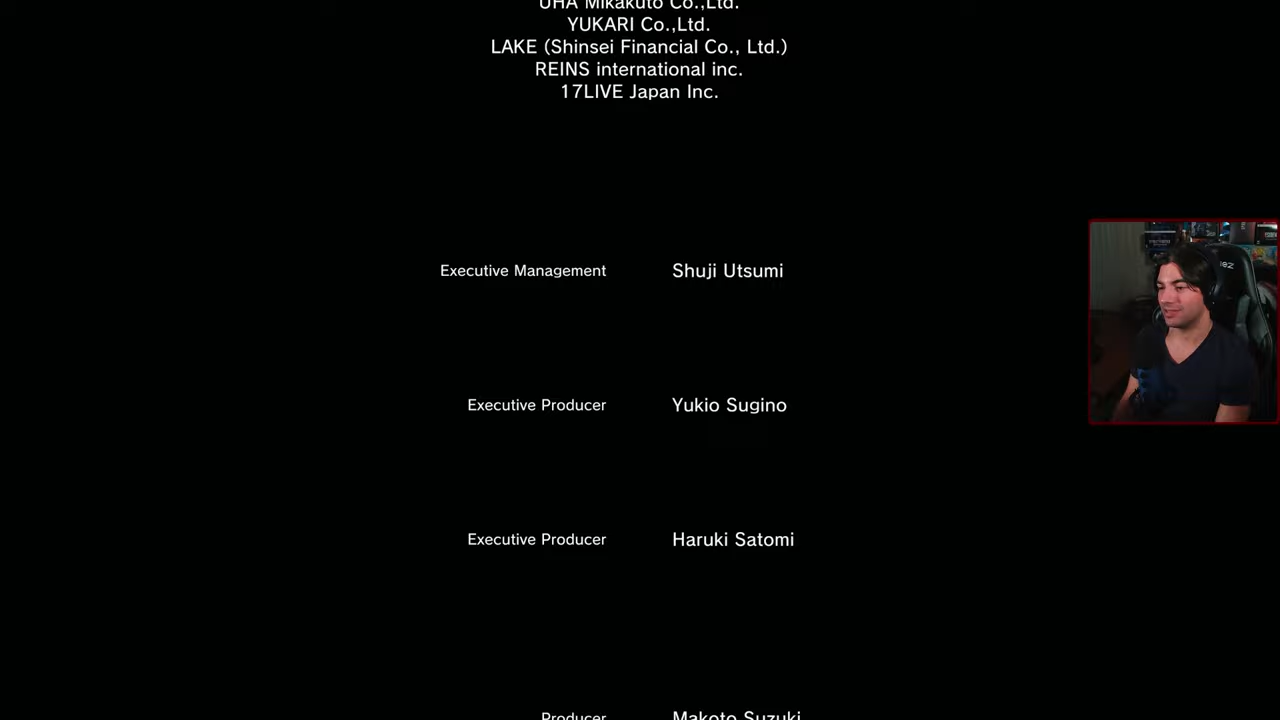 UHA Mikakuto Co.,Ltd.
YUKARI Co.,Ltd.
LAKE (Shinsei Financial Co., Ltd.)
REINS international inc.
17LIVE Japan Inc.
Executive Management Shuji Utsumi
Executive Producer Yukio Sugino
Executive Producer Haruki Satomi
Producer Makoto Suzuki